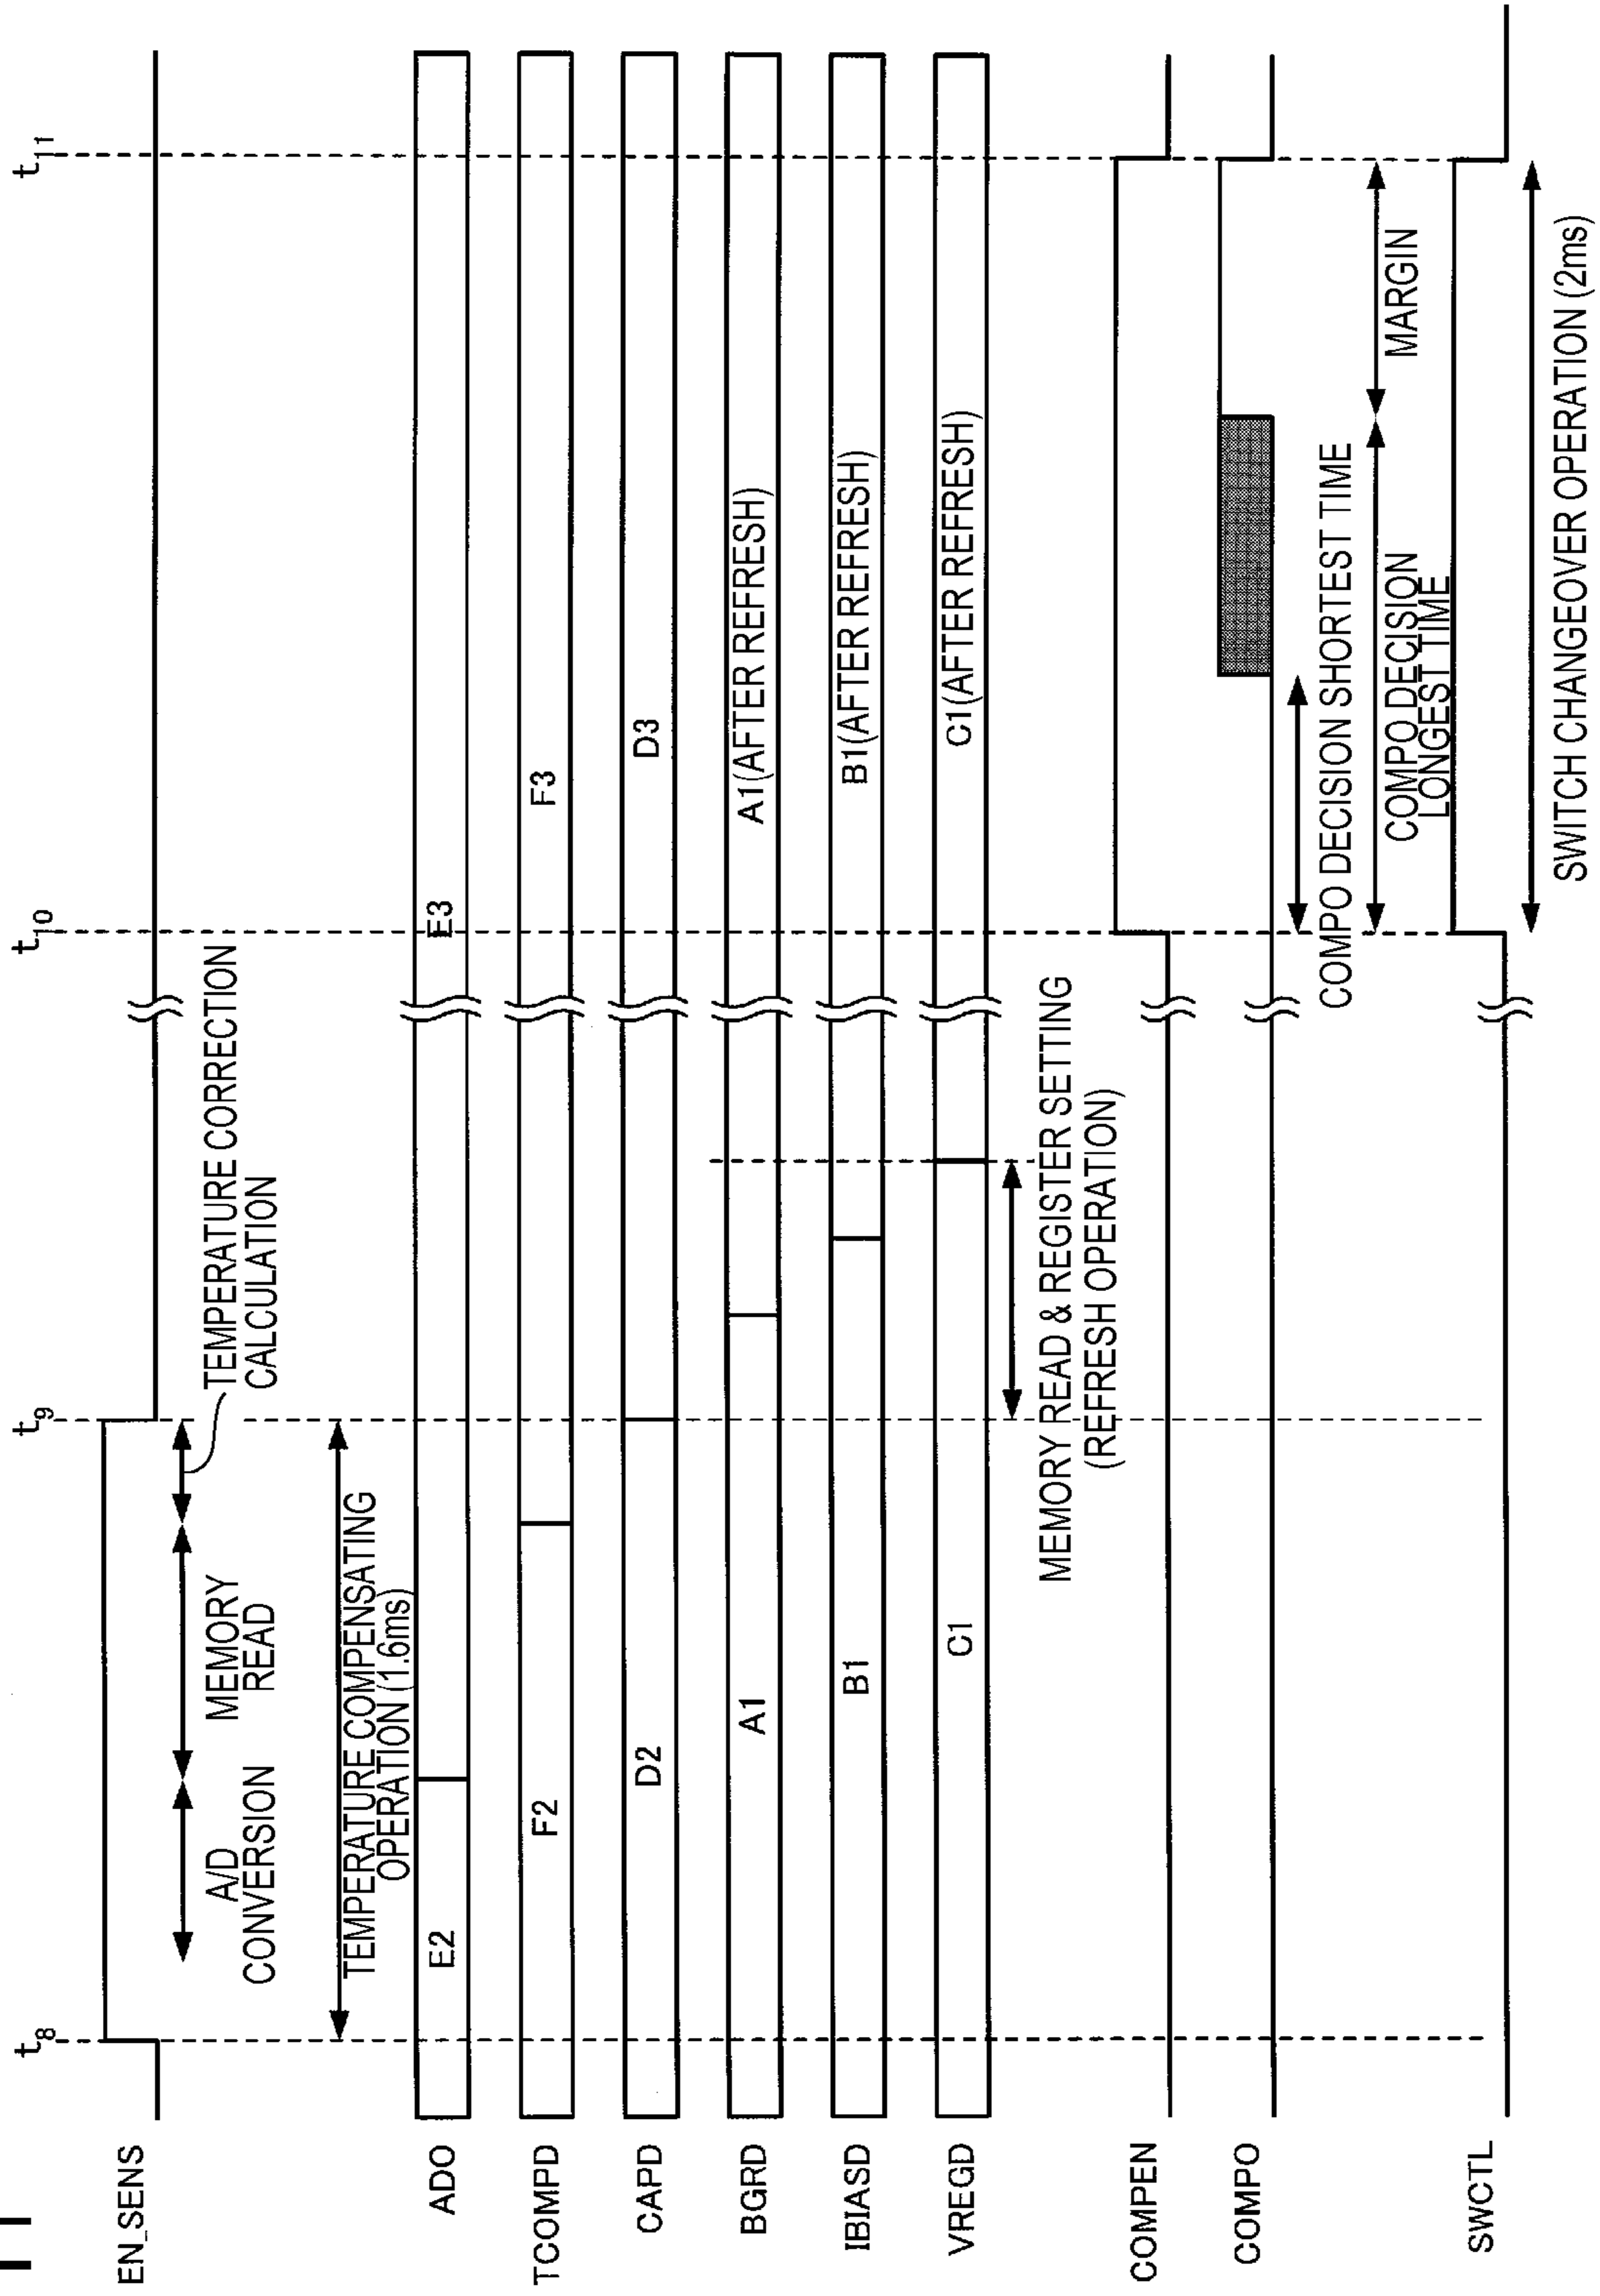 t8
t9
t10
t11
EN_SENS
A/D
CONVERSION
MEMORY
READ
TEMPERATURE CORRECTION
CALCULATION
TEMPERATURE COMPENSATING
OPERATION (1.6ms)
ADO
E2
E3
TCOMPD
F2
F3
CAPD
D2
D3
BGRD
A1
A1(AFTER REFRESH)
IBIASD
B1
B1(AFTER REFRESH)
VREGD
C1
C1(AFTER REFRESH)
MEMORY READ & REGISTER SETTING
(REFRESH OPERATION)
COMPEN
COMPO
COMPO DECISION SHORTEST TIME
COMPO DECISION
LONGEST TIME
MARGIN
SWCTL
SWITCH CHANGEOVER OPERATION (2ms)